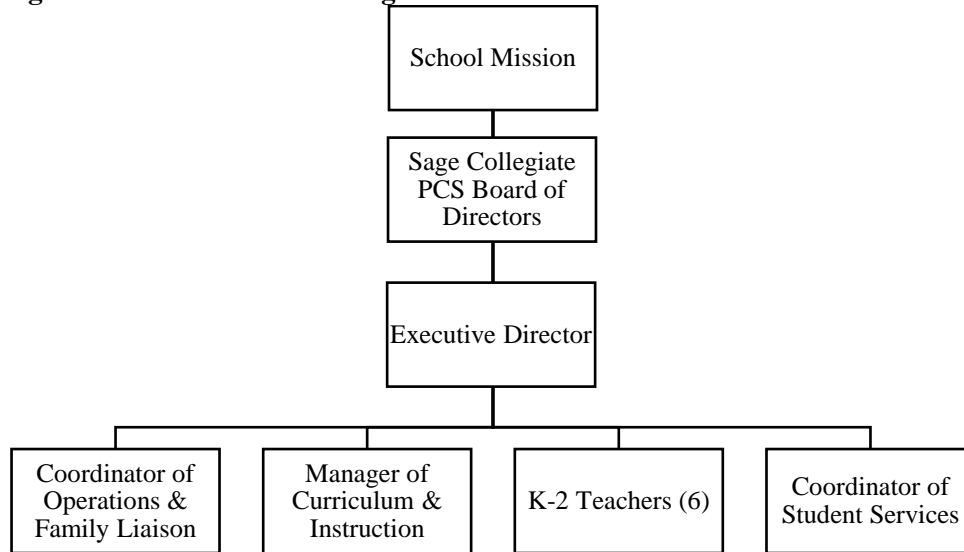 School Mission
Sage Collegiate
PCS Board of
Directors
Executive Director
Coordinator of
Operations &
Family Liaison
Manager of
Curriculum &
Instruction
K-2 Teachers (6)
Coordinator of
Student Services